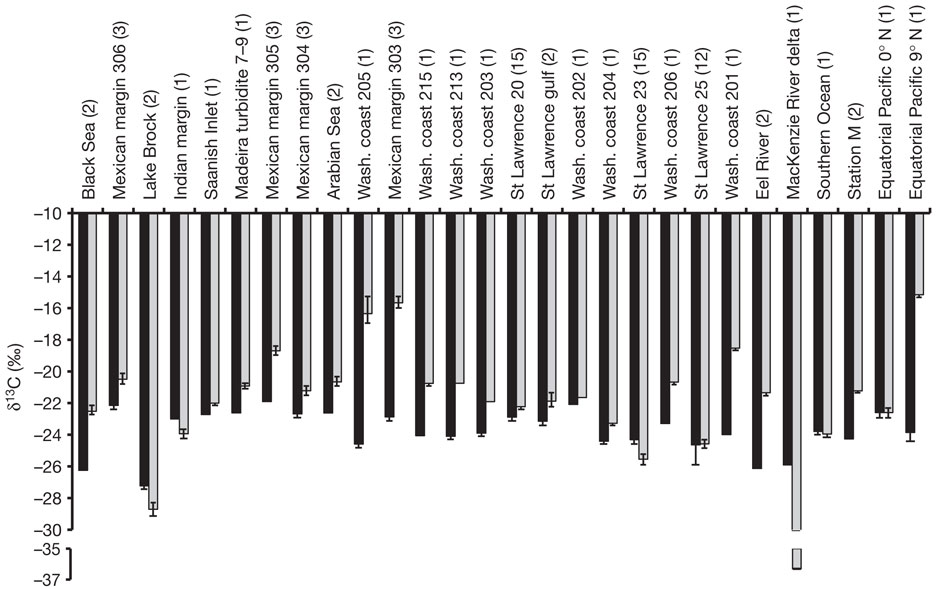 Black Sea (2)
Mexican margin 306 (3)
Lake Brock (2)
Indian margin (1)
Saanish Inlet (1)
Madeira turbidite 7–9 (1)
Mexican margin 305 (3)
Mexican margin 304 (3)
Arabian Sea (2)
Wash. coast 205 (1)
Mexican margin 303 (3)
Wash. coast 215 (1)
Wash. coast 213 (1)
Wash. coast 203 (1)
St Lawrence 20 (15)
St Lawrence gulf (2)
Wash. coast 202 (1)
Wash. coast 204 (1)
St Lawrence 23 (15)
Wash. coast 206 (1)
St Lawrence 25 (12)
Wash. coast 201 (1)
Eel River (2)
MacKenzie River delta (1)
Southern Ocean (1)
Station M (2)
Equatorial Pacific 0° N (1)
Equatorial Pacific 9° N (1)
–10
–12
–14
–16
–18
–20
–22
–24
–26
–28
–30
–35
–37
δ13C (‰)